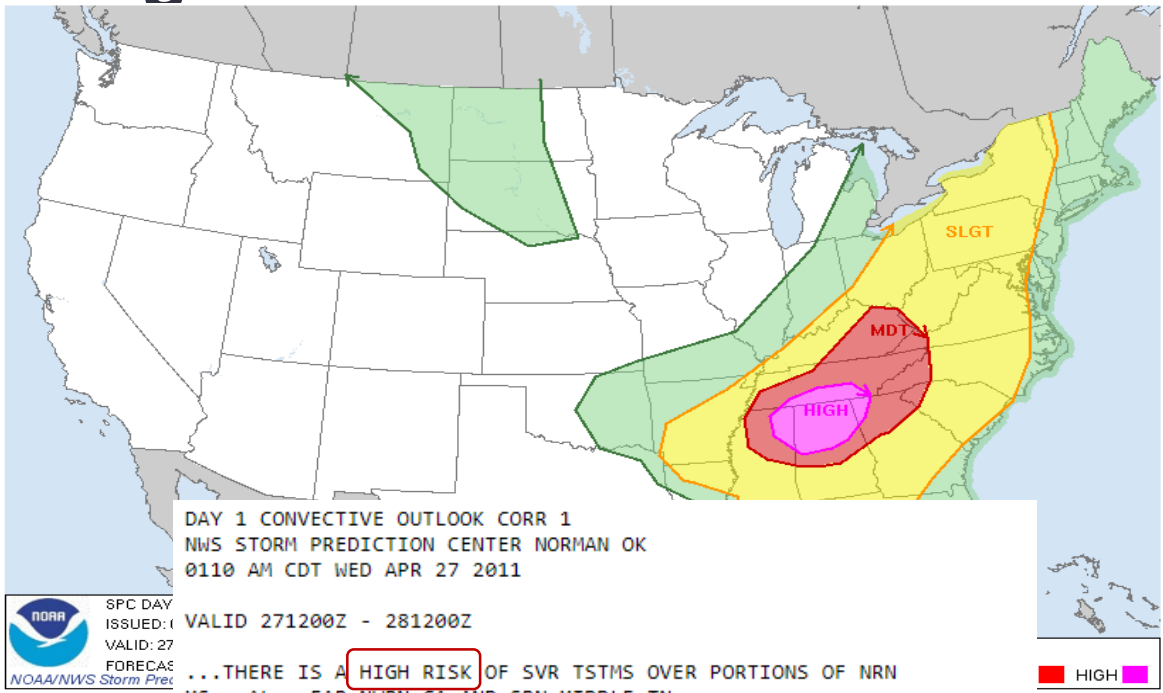 SLGT
MDT
HIGH
DAY 1 CONVECTIVE OUTLOOK CORR 1
NWS STORM PREDICTION CENTER NORMAN OK
0110 AM CDT WED APR 27 2011
VALID 271200Z - 281200Z
...THERE IS A HIGH RISK OF SVR TSTMS OVER PORTIONS OF NRN
NOAA
SPC DAY
ISSUED:
VALID: 27
FORECAS
NOAA/NWS Storm Pre
HIGH